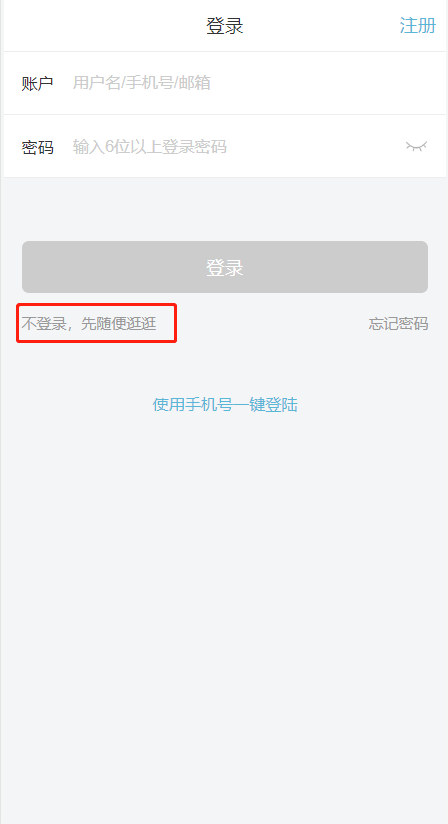 登录 注册
账户 用户名/手机号/邮箱
密码 输入6位以上登录密码
登录
不登录，先随便逛逛 忘记密码
使用手机号一键登陆